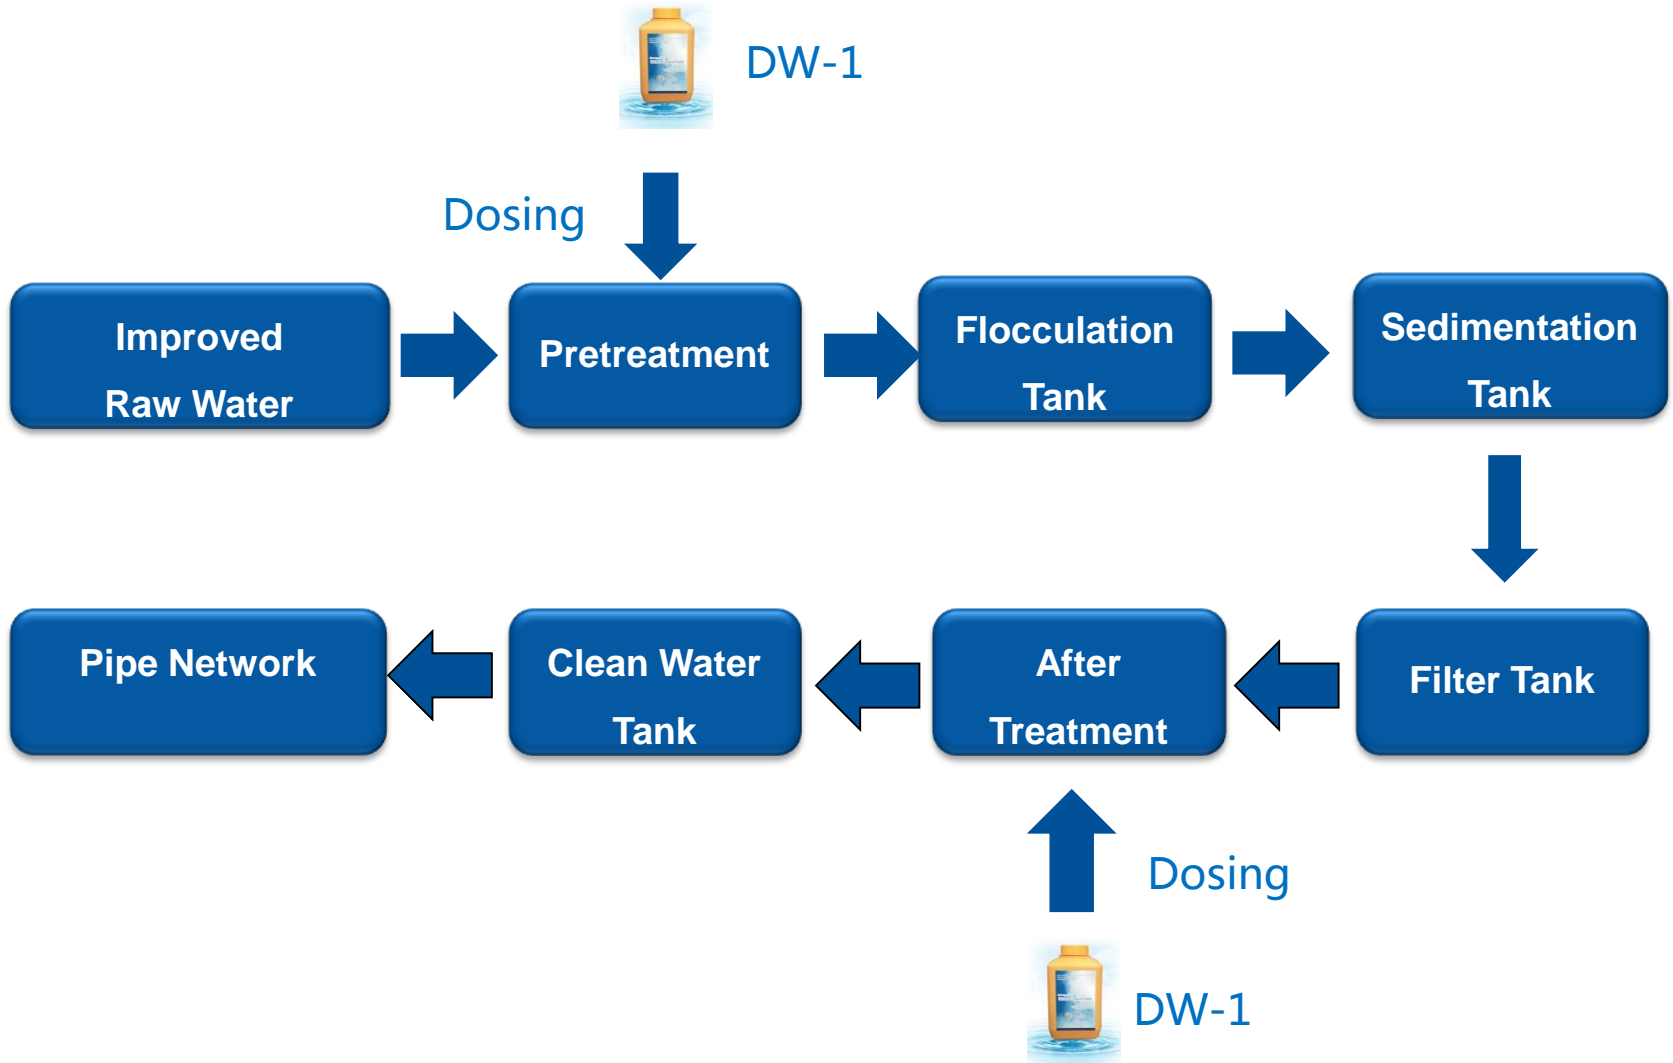 DW-1
Dosing
Improved
Raw Water
Pretreatment
Flocculation
Tank
Sedimentation
Tank
Pipe Network
Clean Water
Tank
After
Treatment
Filter Tank
Dosing
DW-1